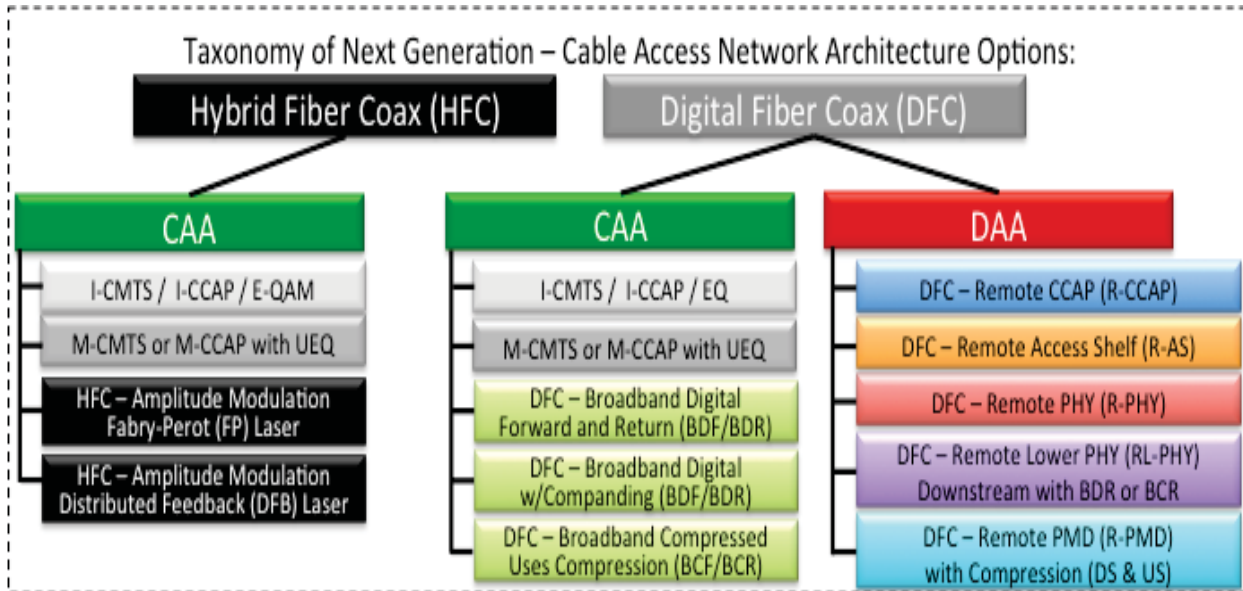 Taxonomy of Next Generation – Cable Access Network Architecture Options:
Hybrid Fiber Coax (HFC)
Digital Fiber Coax (DFC)
CAA
I-CMTS / I-CCAP / E-QAM
M-CMTS or M-CCAP with UEQ
HFC – Amplitude Modulation
Fabry-Perot (FP) Laser
HFC – Amplitude Modulation
Distributed Feedback (DFB) Laser
CAA
I-CMTS / I-CCAP / EQ
M-CMTS or M-CCAP with UEQ
DFC – Broadband Digital
Forward and Return (BDF/BDR)
DFC – Broadband Digital
w/Companding (BDF/BDR)
DFC – Broadband Compressed
Uses Compression (BCF/BCR)
DAA
DFC – Remote CCAP (R-CCAP)
DFC – Remote Access Shelf (R-AS)
DFC – Remote PHY (R-PHY)
DFC – Remote Lower PHY (RL-PHY)
Downstream with BDR or BCR
DFC – Remote PMD (R-PMD)
with Compression (DS & US)